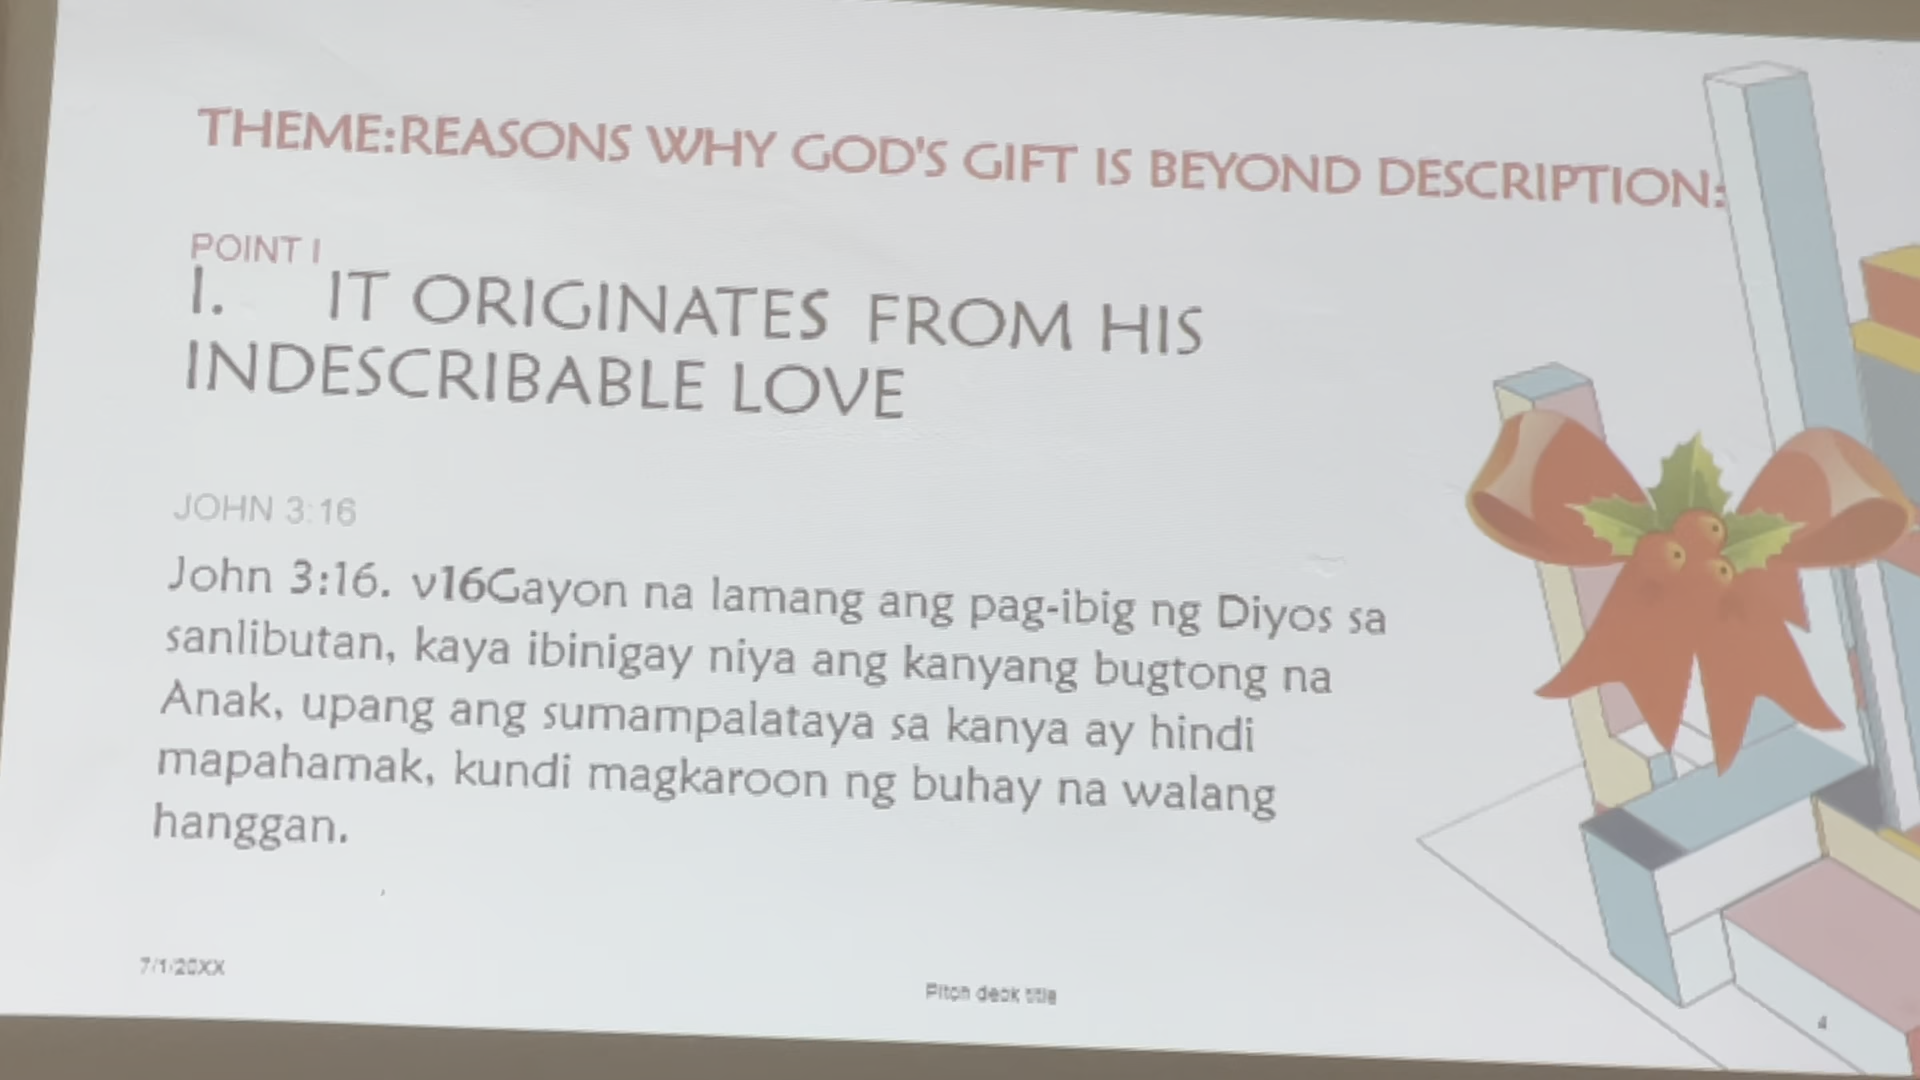 THEME:REASONS WHY GOD'S GIFT IS BEYOND DESCRIPTION:
POINT I
I. IT ORIGINATES FROM HIS
INDESCRIBABLE LOVE
JOHN 3:16
John 3:16. v16Gayon na lamang ang pag-ibig ng Diyos sa
sanlibutan, kaya ibinigay niya ang kanyang bugtong na
Anak, upang ang sumampalataya sa kanya ay hindi
mapahamak, kundi magkaroon ng buhay na walang
hanggan.
7/1/20XX
Pitch deck title
4